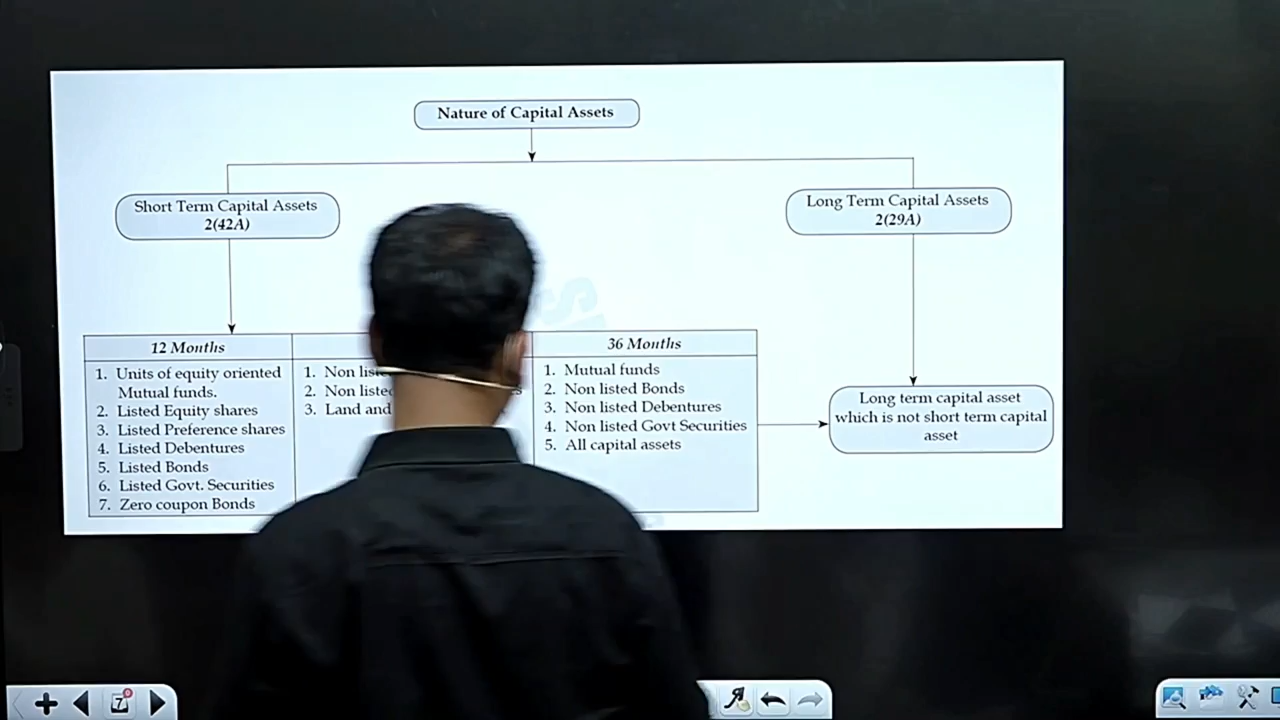 Nature of Capital Assets
Short Term Capital Assets
2(42A)
Long Term Capital Assets
2(29A)
12 Months
1. Units of equity oriented
Mutual funds.
2. Listed Equity shares
3. Listed Preference shares
4. Listed Debentures
5. Listed Bonds
6. Listed Govt. Securities
7. Zero coupon Bonds
1. Non
2. Non
3. Land and
36 Months
1. Mutual funds
2. Non listed Bonds
3. Non listed Debentures
4. Non listed Govt Securities
5. All capital assets
Long term capital asset
which is not short term capital
asset
7